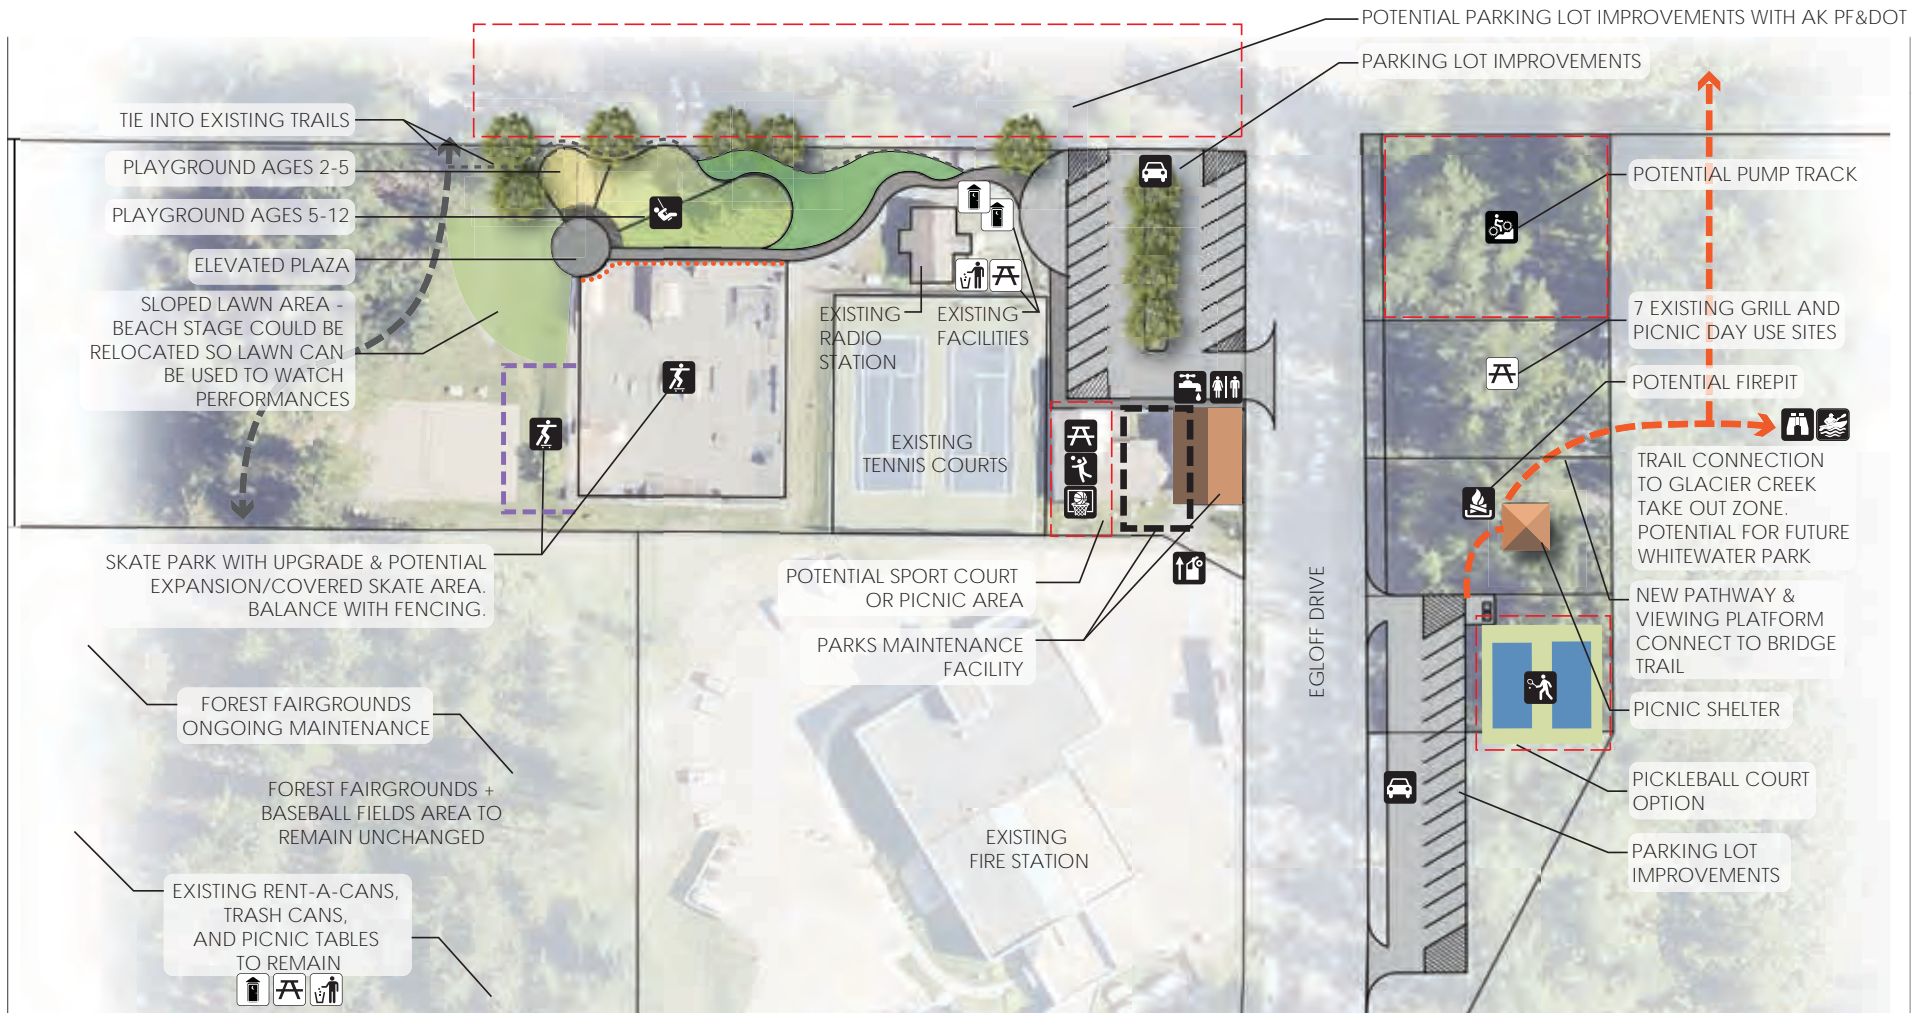 POTENTIAL PARKING LOT IMPROVEMENTS WITH AK PF&DOT
PARKING LOT IMPROVEMENTS
TIE INTO EXISTING TRAILS
PLAYGROUND AGES 2-5
PLAYGROUND AGES 5-12
ELEVATED PLAZA
SLOPED LAWN AREA -
BEACH STAGE COULD BE
RELOCATED SO LAWN CAN
BE USED TO WATCH
PERFORMANCES
EXISTING
RADIO
STATION
EXISTING
FACILITIES
EXISTING
TENNIS COURTS
POTENTIAL PUMP TRACK
7 EXISTING GRILL AND
PICNIC DAY USE SITES
POTENTIAL FIREPIT
TRAIL CONNECTION
TO GLACIER CREEK
TAKE OUT ZONE.
POTENTIAL FOR FUTURE
WHITEWATER PARK
NEW PATHWAY &
VIEWING PLATFORM
CONNECT TO BRIDGE
TRAIL
PICNIC SHELTER
PICKLEBALL COURT
OPTION
PARKING LOT
IMPROVEMENTS
SKATE PARK WITH UPGRADE & POTENTIAL
EXPANSION/COVERED SKATE AREA.
BALANCE WITH FENCING.
POTENTIAL SPORT COURT
OR PICNIC AREA
PARKS MAINTENANCE
FACILITY
EGLOFF DRIVE
FOREST FAIRGROUNDS
ONGOING MAINTENANCE
FOREST FAIRGROUNDS +
BASEBALL FIELDS AREA TO
REMAIN UNCHANGED
EXISTING
FIRE STATION
EXISTING RENT-A-CANS,
TRASH CANS,
AND PICNIC TABLES
TO REMAIN